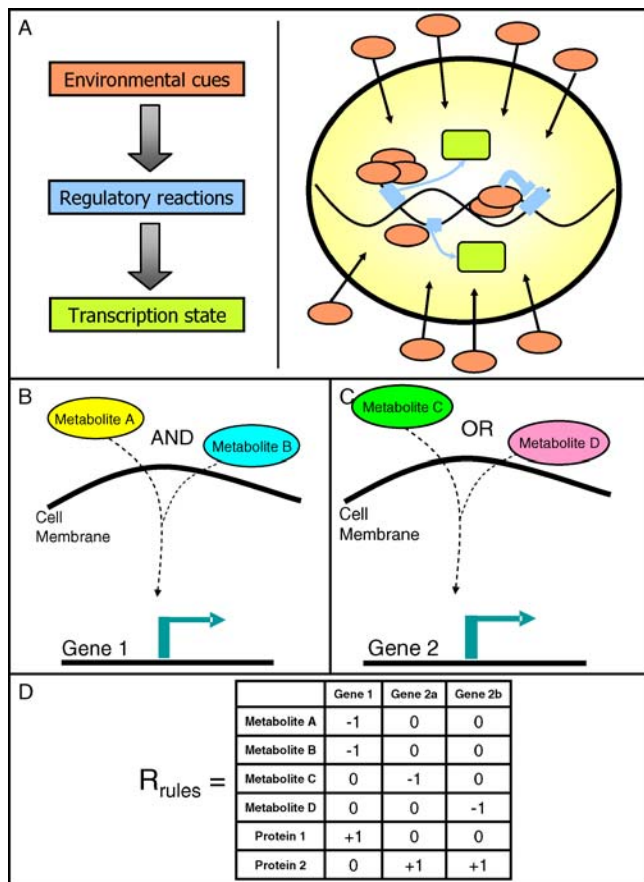 A
Environmental cues
Regulatory reactions
Transcription state
B
Metabolite A
AND
Metabolite B
Cell
Membrane
Gene 1
C
Metabolite C
OR
Metabolite D
Cell
Membrane
Gene 2
D
R rules =
Gene 1 Gene 2a Gene 2b
Metabolite A -1 0 0
Metabolite B -1 0 0
Metabolite C 0 -1 0
Metabolite D 0 0 -1
Protein 1 +1 0 0
Protein 2 0 +1 +1